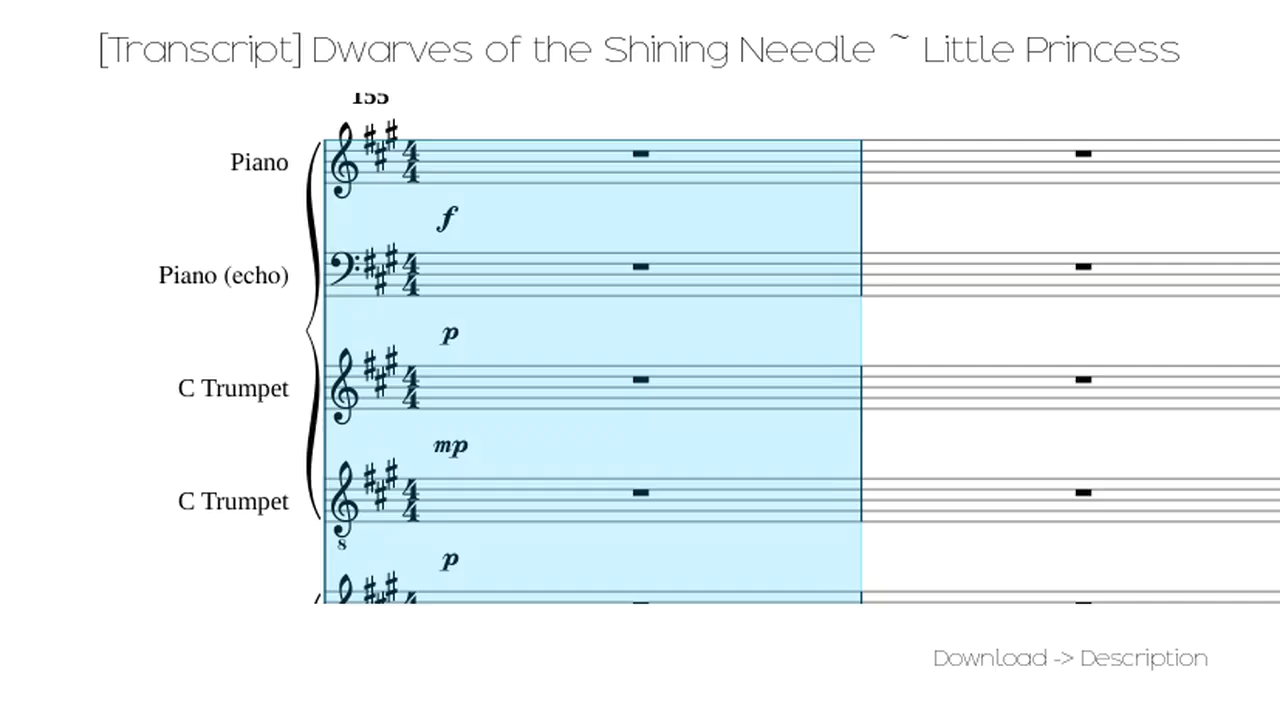 [Transcript] Dwarves of the Shining Needle ~ Little Princess
155
Piano
f
Piano (echo)
p
C Trumpet
mp
C Trumpet
8
p
Download -> Description